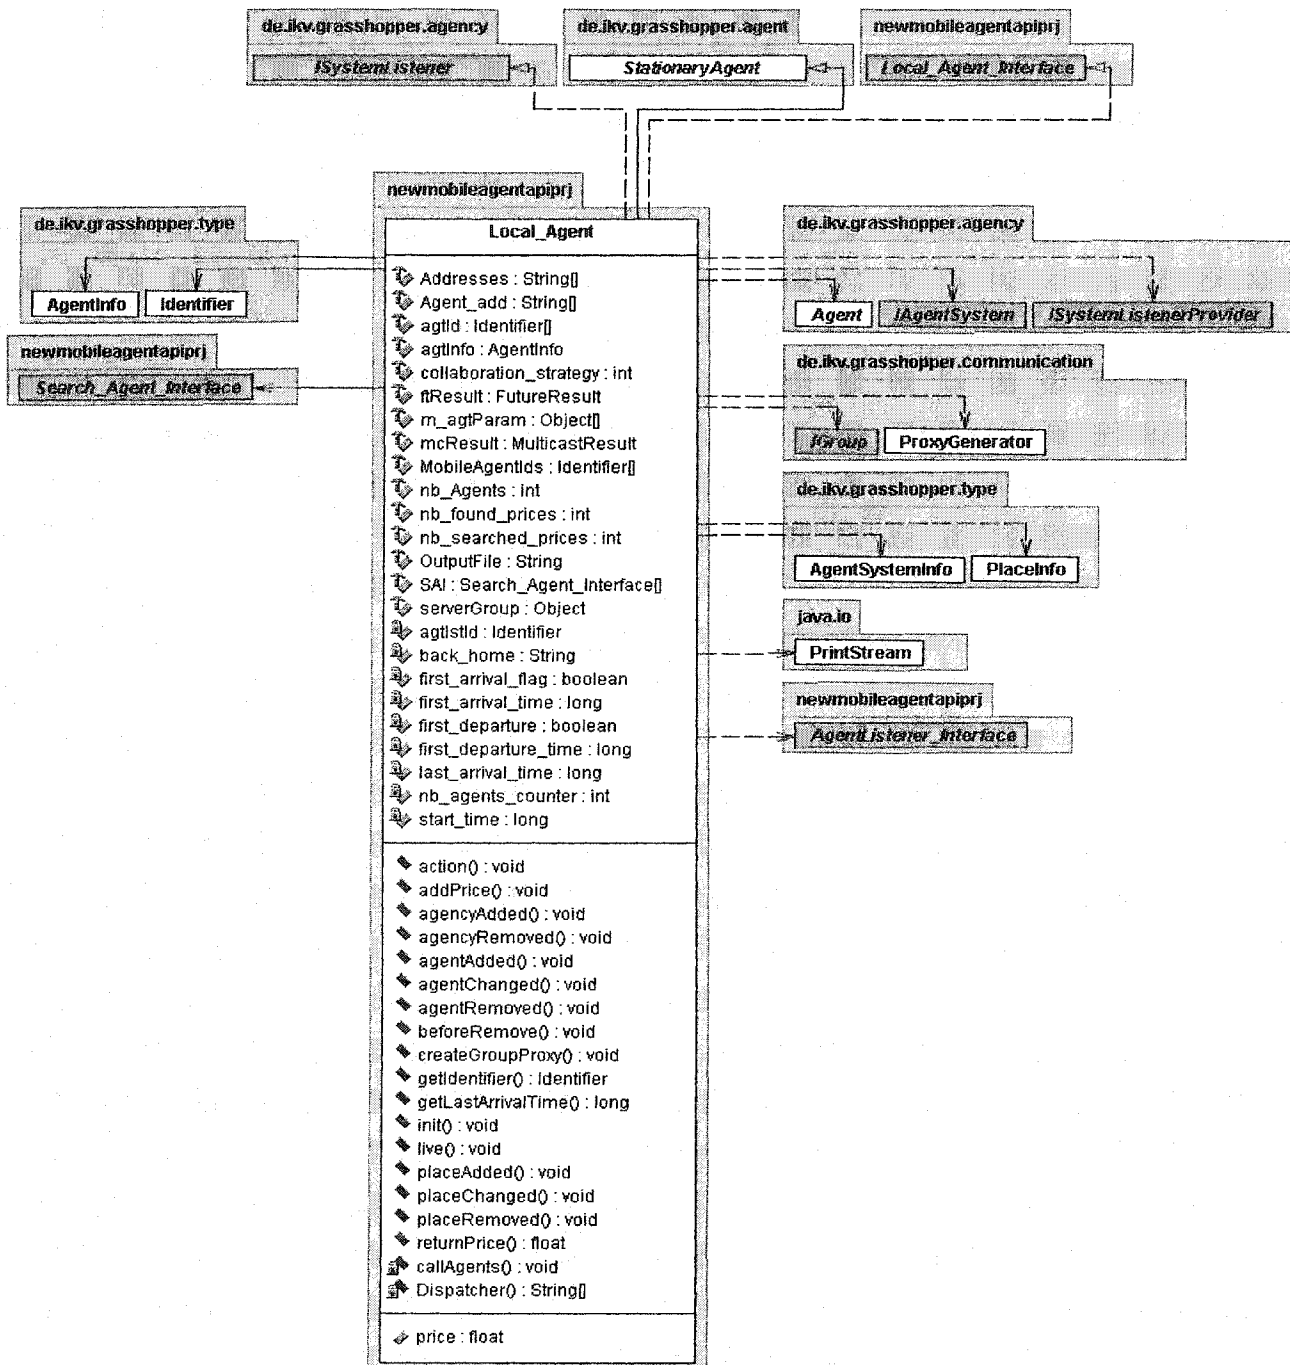 de.ikv.grasshopper.agency
ISystemListener
de.ikv.grasshopper.agent
StationaryAgent
newmobileagentapiprj
Local_Agent_Interface
newmobileagentapiprj
de.ikv.grasshopper.type
AgentInfo
Identifier
newmobileagentapiprj
Search_Agent_Interface
Local_Agent
Addresses : String[]
Agent_add : String[]
agtId : Identifier[]
agtInfo : AgentInfo
collaboration_strategy : int
ftResult : FutureResult
m_agtParam : Object[]
mcResult : MulticastResult
MobileAgentIds : Identifier[]
nb_Agents : int
nb_found_prices : int
nb_searched_prices : int
OutputFile : String
SAI : Search_Agent_Interface[]
serverGroup : Object
agtlstId : Identifier
back_home : String
first_arrival_flag : boolean
first_arrival_time : long
first_departure : boolean
first_departure_time : long
last_arrival_time : long
nb_agents_counter : int
start_time : long
action() : void
addPrice() : void
agencyAdded() : void
agencyRemoved() : void
agentAdded() : void
agentChanged() : void
agentRemoved() : void
beforeRemove() : void
createGroupProxy() : void
getIdentifier() : Identifier
getLastArrivalTime() : long
init() : void
live() : void
placeAdded() : void
placeChanged() : void
placeRemoved() : void
returnPrice() : float
callAgents() : void
Dispatcher() : String[]
price : float
de.ikv.grasshopper.agency
Agent
IAgentSystem
ISystemListenerProvider
de.ikv.grasshopper.communication
IGroup
ProxyGenerator
de.ikv.grasshopper.type
AgentSystemInfo
PlaceInfo
java.io
PrintStream
newmobileagentapiprj
AgentListener_Interface